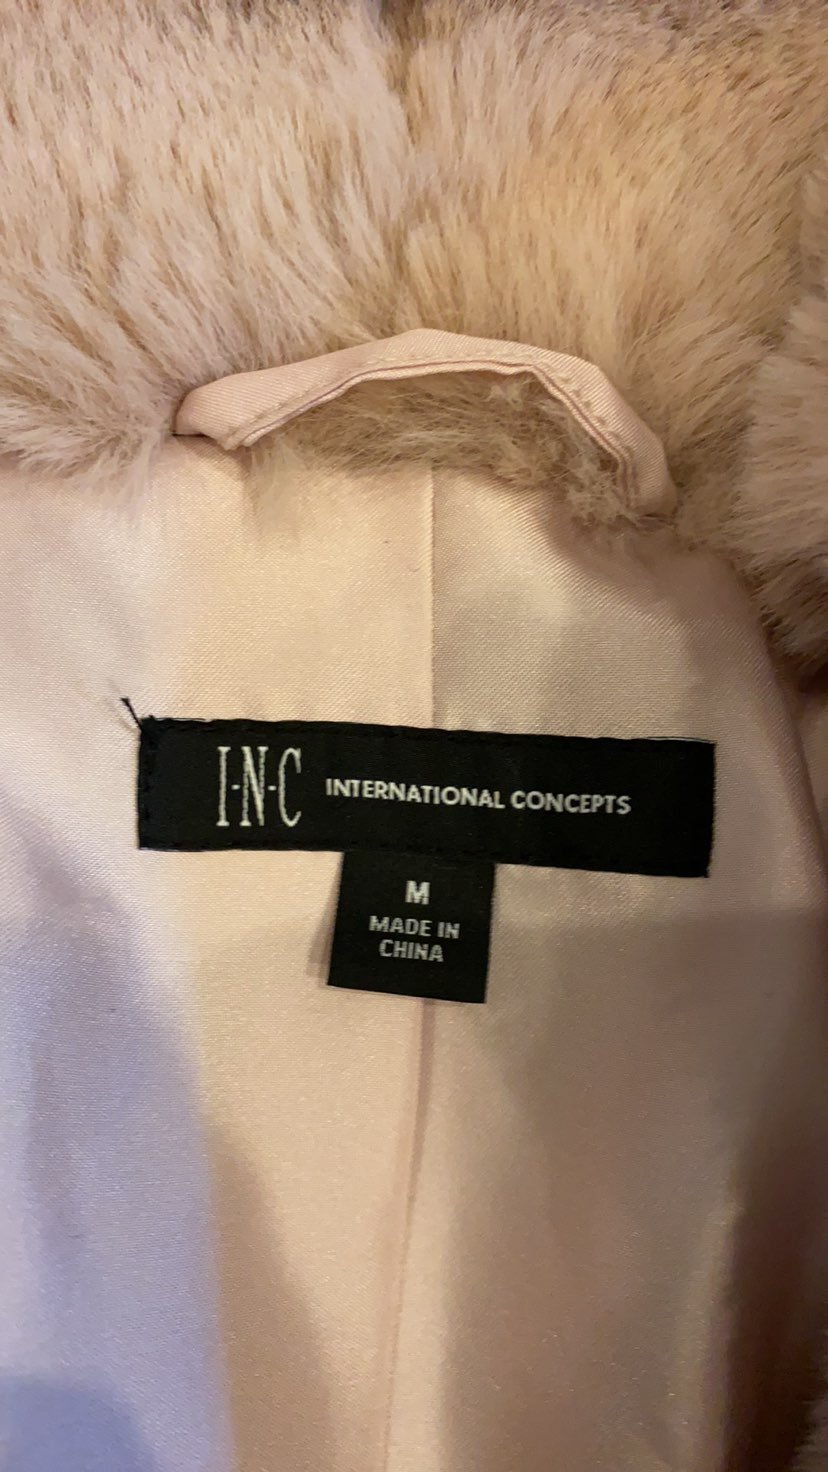 I·N·C INTERNATIONAL CONCEPTS
M
MADE IN
CHINA